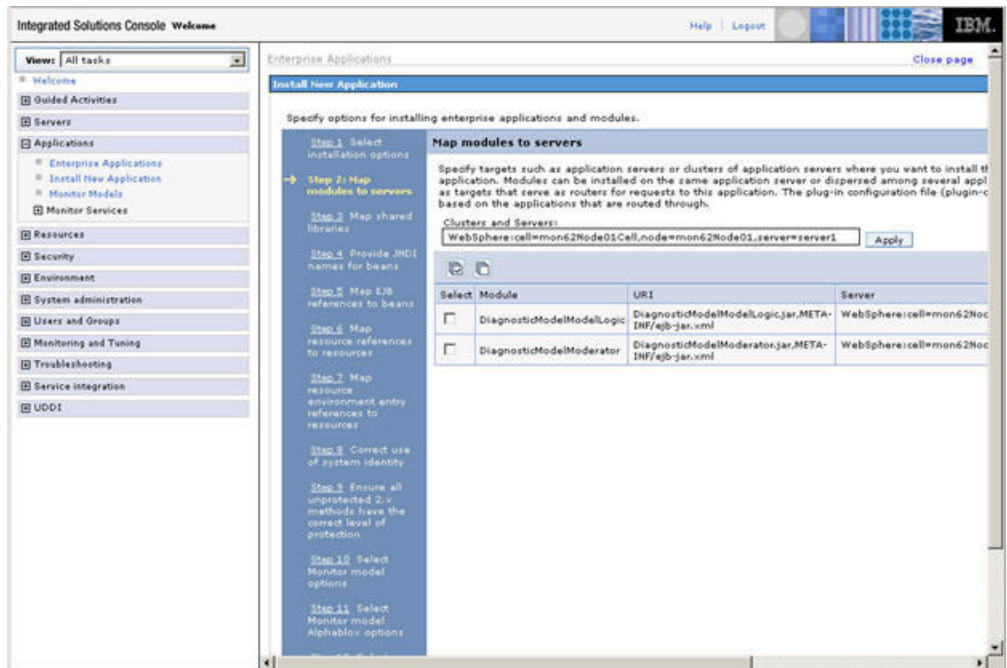 Integrated Solutions Console Welcome
Help | Logout
IBM.
View: All tasks
Welcome
Guided Activities
Servers
Applications
Enterprise Applications
Install New Application
Monitor Models
Monitor Services
Resources
Security
Environment
System administration
Users and Groups
Monitoring and Tuning
Troubleshooting
Service integration
UDDI
Enterprise Applications
Close page
Install New Application
Specify options for installing enterprise applications and modules.
Step 1 Select
installation options
Step 2: Map
modules to servers
Step 3 Map shared
libraries
Step 4 Provide JNDI
names for beans
Step 5 Map EJB
references to beans
Step 6 Map
resource references
to resources
Step 7 Map
resource
environment entry
references to
resources
Step 8 Correct use
of system identity
Step 9 Ensure all
unprotected 2.x
methods have the
correct level of
protection
Step 10 Select
Monitor model
options
Step 11 Select
Monitor model
Alphablox options
Map modules to servers
Specify targets such as application servers or clusters of application servers where you want to install th
application. Modules can be installed on the same application server or dispersed among several appl
as targets that serve as routers for requests to this application. The plug-in configuration file (plugin-c
based on the applications that are routed through.
Clusters and Servers:
WebSphere:cell=mon62Node01Cell,node=mon62Node01,server=server1
Apply
Select Module URI Server
DiagnosticModelModelLogic DiagnosticModelModelLogic.jar,META- WebSphere:cell=mon62Noc
INF/ejb-jar.xml
DiagnosticModelModerator DiagnosticModelModerator.jar,META- WebSphere:cell=mon62Noc
INF/ejb-jar.xml